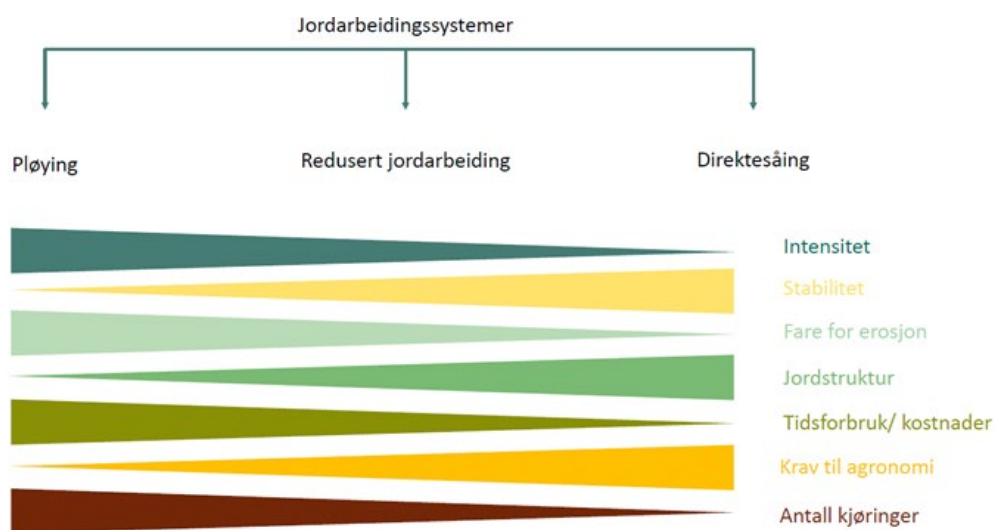 Jordarbeidingssystemer
Pløying
Redusert jordarbeiding
Direktesåing
Intensitet
Stabilitet
Fare for erosjon
Jordstruktur
Tidsforbruk/ kostnader
Krav til agronomi
Antall kjøringer